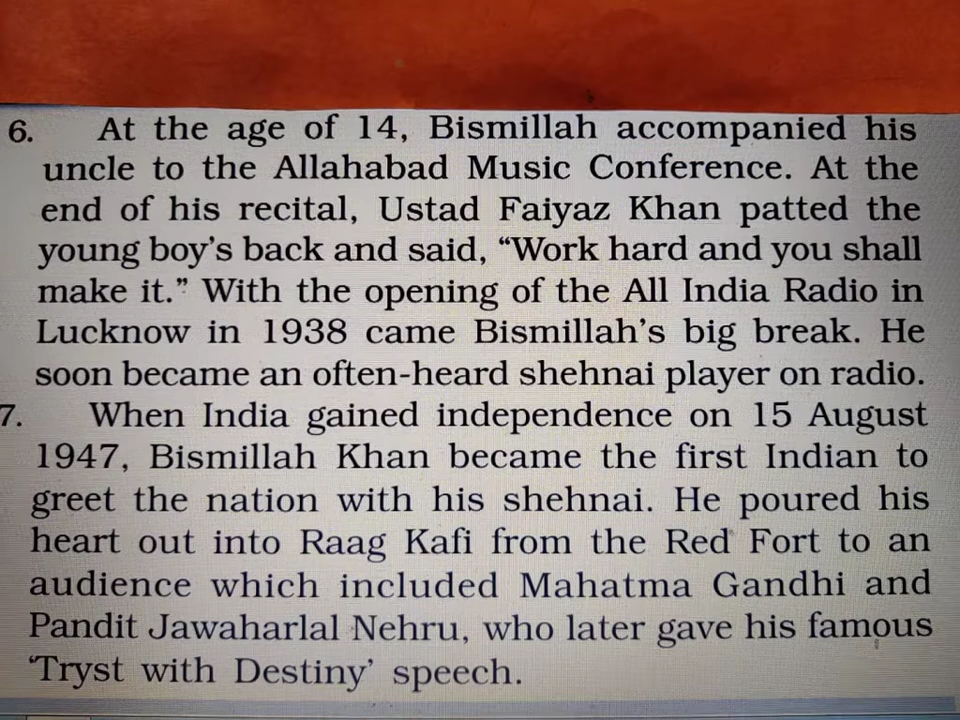 6. At the age of 14, Bismillah accompanied his
uncle to the Allahabad Music Conference. At the
end of his recital, Ustad Faiyaz Khan patted the
young boy's back and said, “Work hard and you shall
make it.” With the opening of the All India Radio in
Lucknow in 1938 came Bismillah's big break. He
soon became an often-heard shehnai player on radio.
7. When India gained independence on 15 August
1947, Bismillah Khan became the first Indian to
greet the nation with his shehnai. He poured his
heart out into Raag Kafi from the Red Fort to an
audience which included Mahatma Gandhi and
Pandit Jawaharlal Nehru, who later gave his famous
‘Tryst with Destiny’ speech.